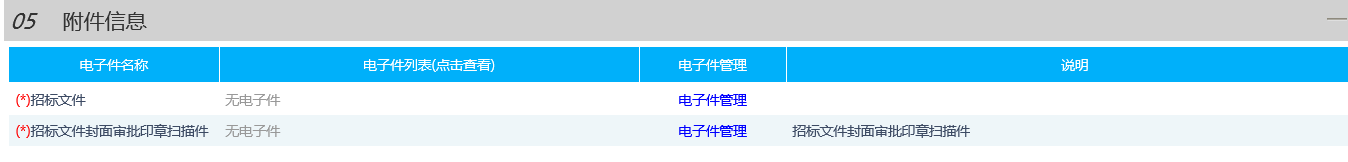 05 附件信息
电子件名称 电子件列表(点击查看) 电子件管理 说明
(*)招标文件 无电子件 电子件管理
(*)招标文件封面审批印章扫描件 无电子件 电子件管理 招标文件封面审批印章扫描件